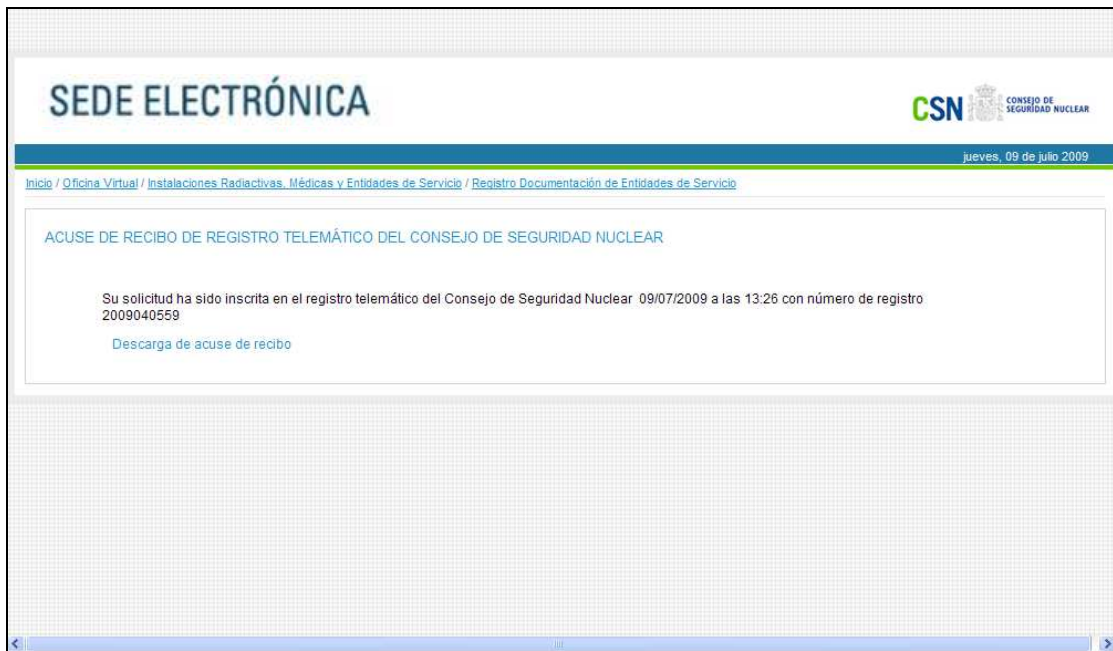 SEDE ELECTRÓNICA
CSN CONSEJO DE
SEGURIDAD NUCLEAR
jueves, 09 de julio 2009
Inicio / Oficina Virtual / Instalaciones Radiactivas, Médicas y Entidades de Servicio / Registro Documentación de Entidades de Servicio
ACUSE DE RECIBO DE REGISTRO TELEMÁTICO DEL CONSEJO DE SEGURIDAD NUCLEAR
Su solicitud ha sido inscrita en el registro telemático del Consejo de Seguridad Nuclear 09/07/2009 a las 13:26 con número de registro
2009040559
Descarga de acuse de recibo